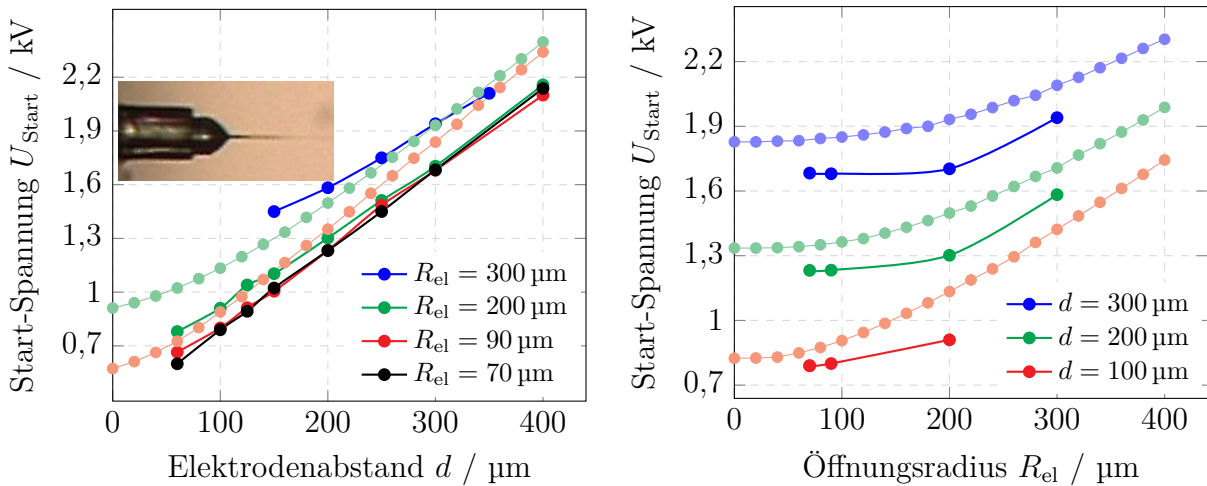 Start-Spannung U_Start / kV
2,2
1,9
1,6
1,3
1
0,7
0
100
200
300
400
Elektrodenabstand d / µm
R_el = 300 µm
R_el = 200 µm
R_el = 90 µm
R_el = 70 µm
Start-Spannung U_Start / kV
2,2
1,9
1,6
1,3
1
0,7
0
100
200
300
400
Öffnungsradius R_el / µm
d = 300 µm
d = 200 µm
d = 100 µm